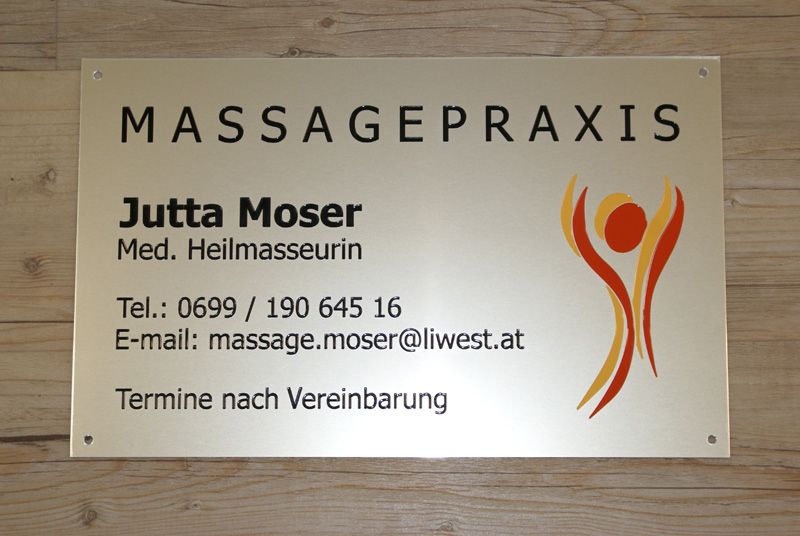 MASSAGEPRAXIS
Jutta Moser
Med. Heilmasseurin
Tel.: 0699 / 190 645 16
E-mail: massage.moser@liwest.at
Termine nach Vereinbarung